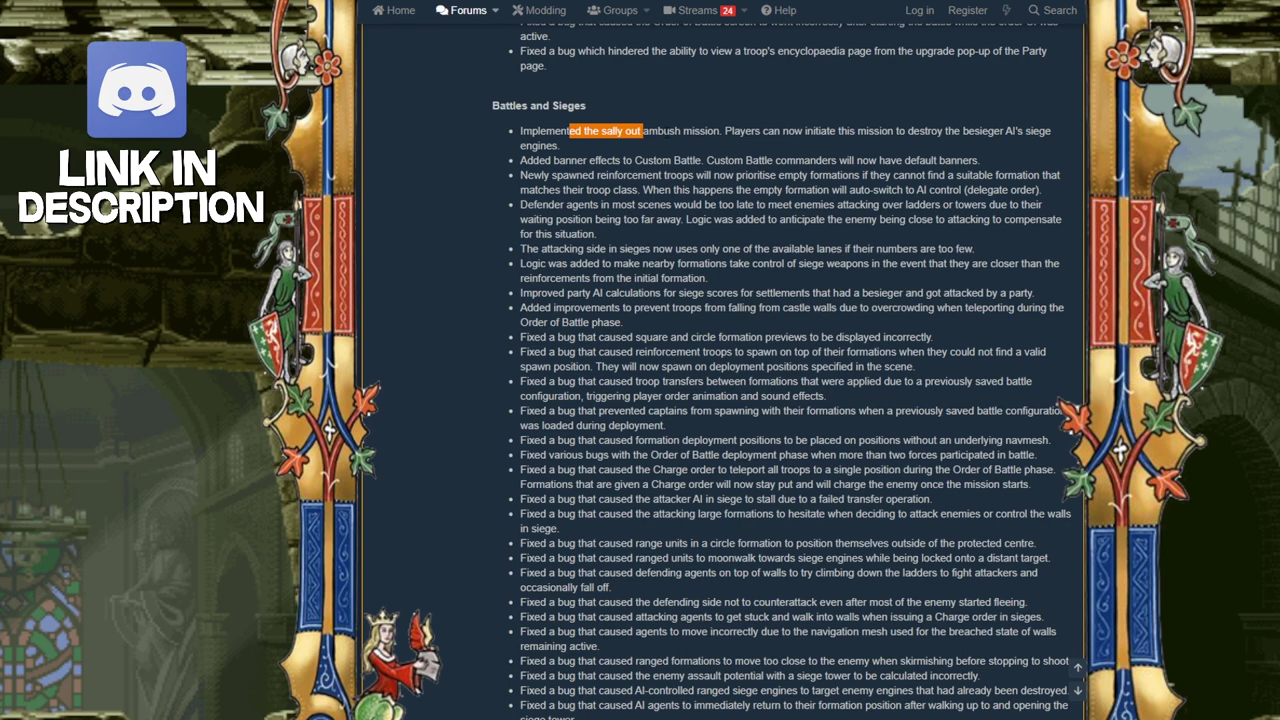 Home Forums Modding Groups Streams 24 Help Log in Register Search
Fixed a bug that caused the Order of Battle screen to work incorrectly after starting the battle while the order UI was
active.
Fixed a bug which hindered the ability to view a troop's encyclopaedia page from the upgrade pop-up of the Party
page.
LINK IN
DESCRIPTION
Battles and Sieges
Implemented the sally out ambush mission. Players can now initiate this mission to destroy the besieger AI's siege
engines.
Added banner effects to Custom Battle. Custom Battle commanders will now have default banners.
Newly spawned reinforcement troops will now prioritise empty formations if they cannot find a suitable formation that
matches their troop class. When this happens the empty formation will auto-switch to AI control (delegate order).
Defender agents in most scenes would be too late to meet enemies attacking over ladders or towers due to their
waiting position being too far away. Logic was added to anticipate the enemy being close to attacking to compensate
for this situation.
The attacking side in sieges now uses only one of the available lanes if their numbers are too few.
Logic was added to make nearby formations take control of siege weapons in the event that they are closer than the
reinforcements from the initial formation.
Improved party AI calculations for siege scores for settlements that had a besieger and got attacked by a party.
Added improvements to prevent troops from falling from castle walls due to overcrowding when teleporting during the
Order of Battle phase.
Fixed a bug that caused square and circle formation previews to be displayed incorrectly.
Fixed a bug that caused reinforcement troops to spawn on top of their formations when they could not find a valid
spawn position. They will now spawn on deployment positions specified in the scene.
Fixed a bug that caused troop transfers between formations that were applied due to a previously saved battle
configuration, triggering player order animation and sound effects.
Fixed a bug that prevented captains from spawning with their formations when a previously saved battle configuration
was loaded during deployment.
Fixed a bug that caused formation deployment positions to be placed on positions without an underlying navmesh.
Fixed various bugs with the Order of Battle deployment phase when more than two forces participated in battle.
Fixed a bug that caused the Charge order to teleport all troops to a single position during the Order of Battle phase.
Formations that are given a Charge order will now stay put and will charge the enemy once the mission starts.
Fixed a bug that caused the attacker AI in siege to stall due to a failed transfer operation.
Fixed a bug that caused the attacking large formations to hesitate when deciding to attack enemies or control the walls
in siege.
Fixed a bug that caused range units in a circle formation to position themselves outside of the protected centre.
Fixed a bug that caused ranged units to moonwalk towards siege engines while being locked onto a distant target.
Fixed a bug that caused defending agents on top of walls to try climbing down the ladders to fight attackers and
occasionally fall off.
Fixed a bug that caused the defending side not to counterattack even after most of the enemy started fleeing.
Fixed a bug that caused attacking agents to get stuck and walk into walls when issuing a Charge order in sieges.
Fixed a bug that caused agents to move incorrectly due to the navigation mesh used for the breached state of walls
remaining active.
Fixed a bug that caused ranged formations to move too close to the enemy when skirmishing before stopping to shoot
Fixed a bug that caused the enemy assault potential with a siege tower to be calculated incorrectly.
Fixed a bug that caused AI-controlled ranged siege engines to target enemy engines that had already been destroyed.
Fixed a bug that caused AI agents to immediately return to their formation position after walking up to and opening the
siege tower.